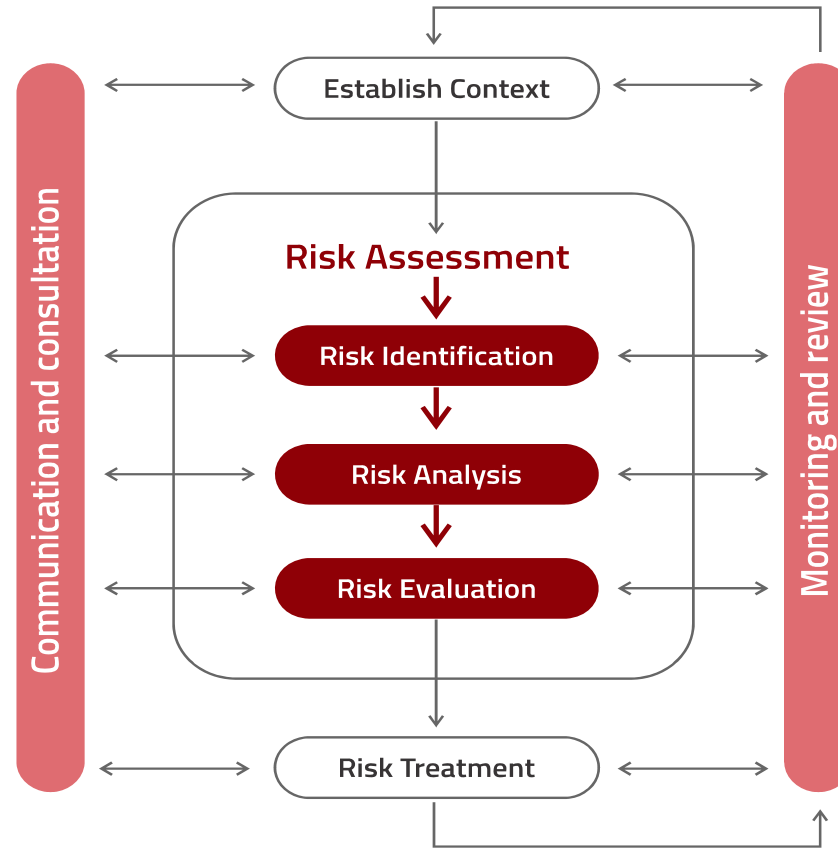 Establish Context
Communication and consultation
Risk Assessment
Risk Identification
Risk Analysis
Risk Evaluation
Risk Treatment
Monitoring and review